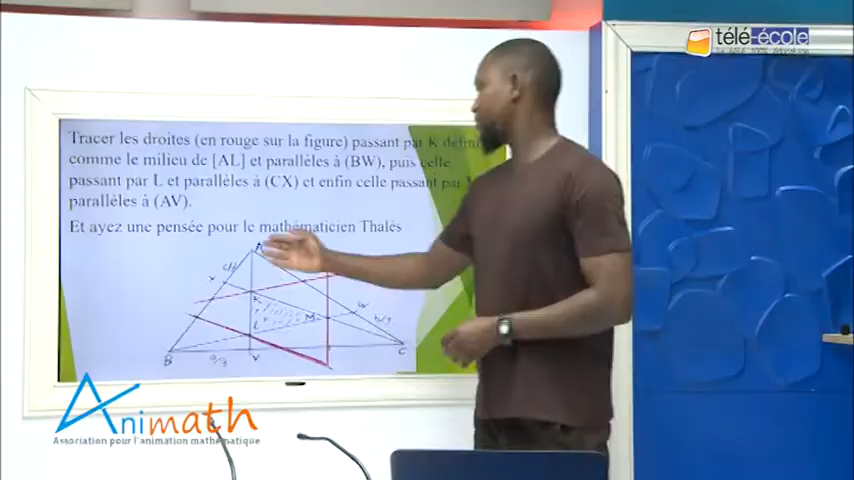 télé-école
Tracer les droites (en rouge sur la figure) passant par K défini
comme le milieu de [AL] et parallèles à (BW), puis celle
passant par L et parallèles à (CX) et enfin celle passant par
parallèles à (AV).
Et ayez une pensée pour le mathématicien Thalés
A
X
W
K
M
L
B
V
C
a/3
Animath
Association pour l'animation mathématique